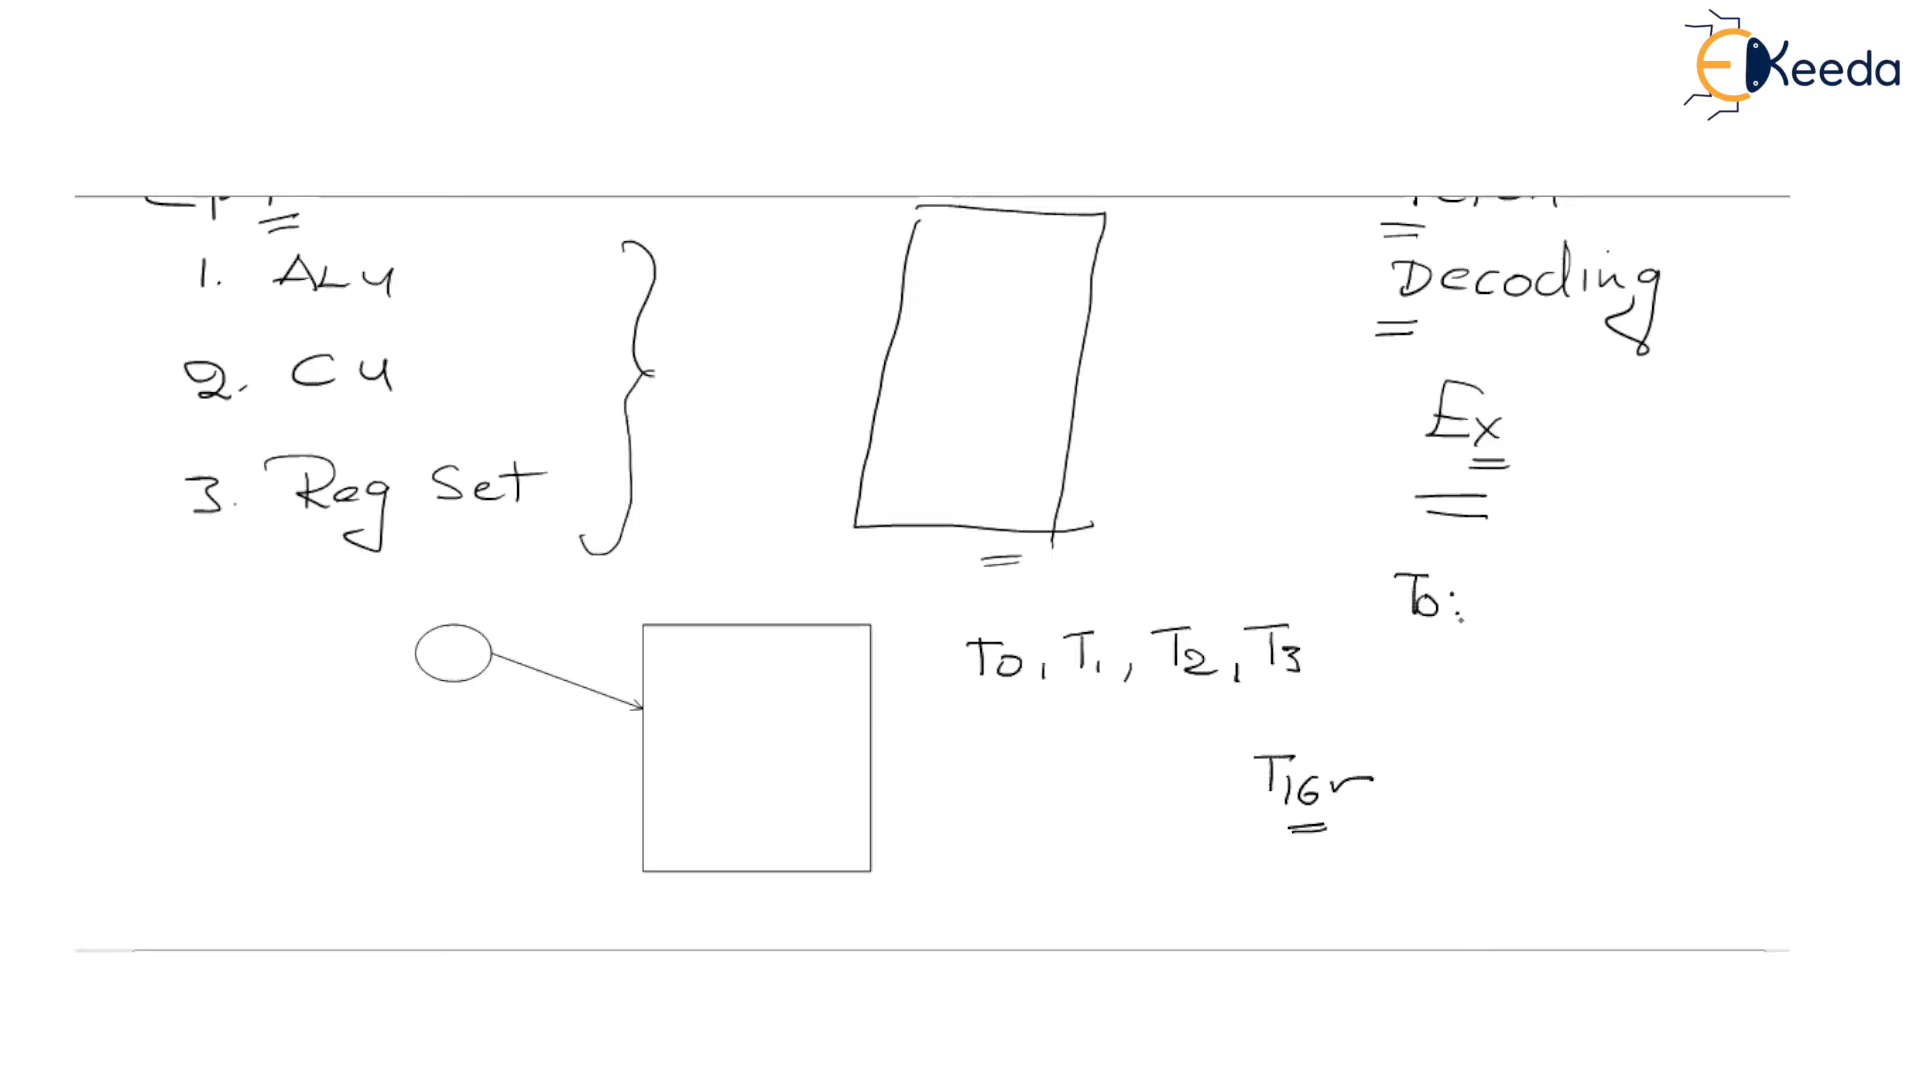 EKeeda
1. ALU
2. CU
3. Reg Set
Decoding
Ex
T0:
T0, T1, T2, T3
T16